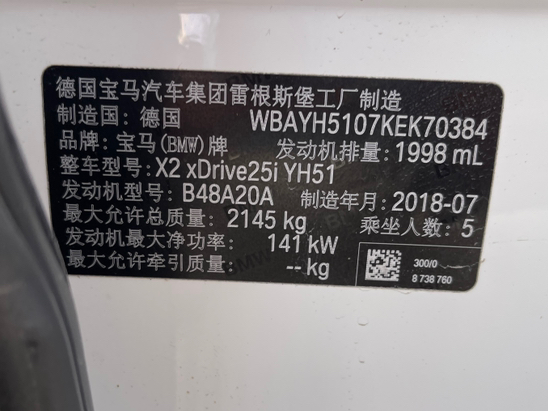 德国宝马汽车集团雷根斯堡工厂制造
制造国: 德国 WBAYH5107KEK70384
品牌: 宝马(BMW)牌 发动机排量: 1998 mL
整车型号: X2 xDrive25i YH51
发动机型号: B48A20A 制造年月: 2018-07
最大允许总质量: 2145 kg 乘坐人数: 5
发动机最大净功率: 141 kW
最大允许牵引质量: -- kg
300/0
8 738 760